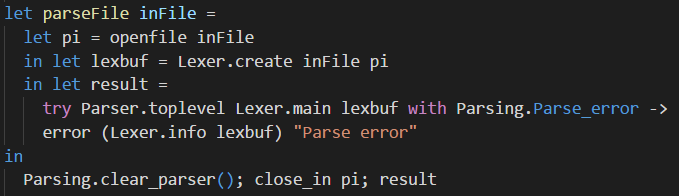 let parseFile inFile =
  let pi = openfile inFile
  in let lexbuf = Lexer.create inFile pi
  in let result =
    try Parser.toplevel Lexer.main lexbuf with Parsing.Parse_error ->
    error (Lexer.info lexbuf) "Parse error"
in
  Parsing.clear_parser(); close_in pi; result